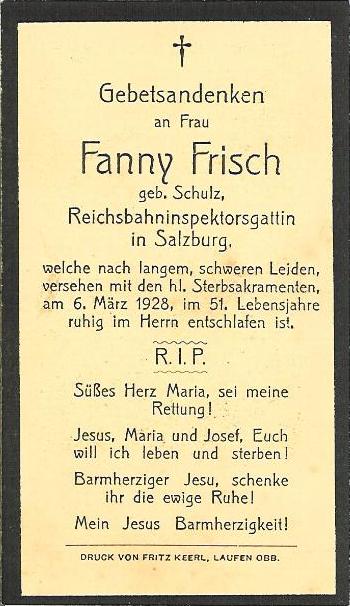 Gebetsandenken
an Frau
Fanny Frisch
geb. Schulz,
Reichsbahninspektorsgattin
in Salzburg,
welche nach langem, schweren Leiden,
versehen mit den hl. Sterbsakramenten,
am 6. März 1928, im 51. Lebensjahre
ruhig im Herrn entschlafen ist.
R. I. P.
Süßes Herz Maria, sei meine
Rettung!
Jesus, Maria und Josef, Euch
will ich leben und sterben!
Barmherziger Jesu, schenke
ihr die ewige Ruhe!
Mein Jesus Barmherzigkeit!
DRUCK VON FRITZ KEERL, LAUFEN OBB.